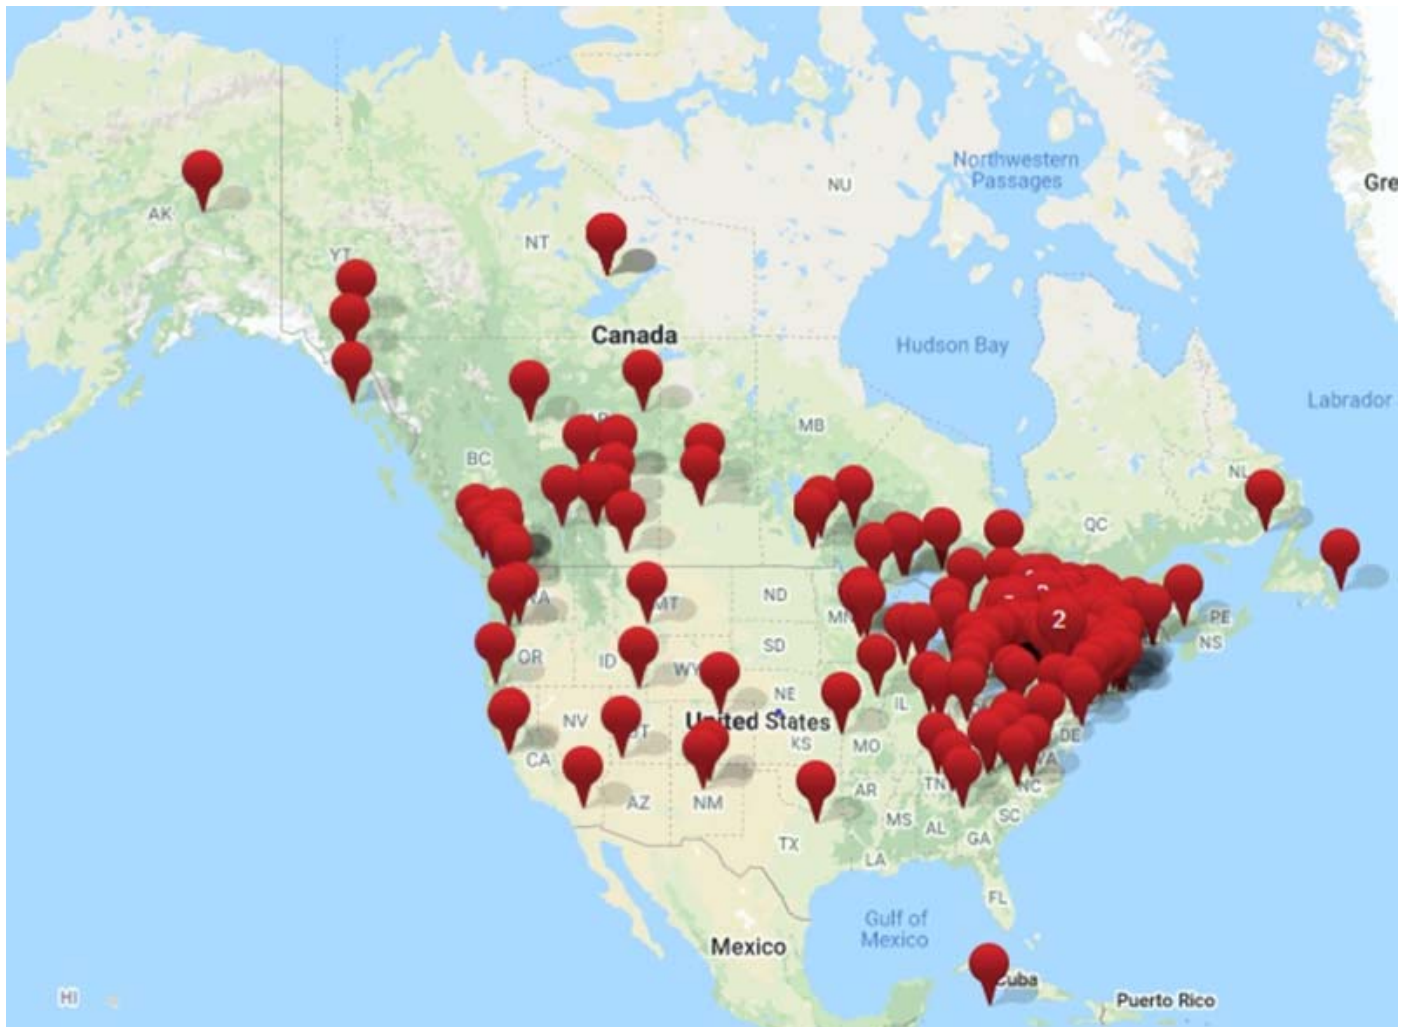 Northwestern
Passages
NU
Gre
AK
NT
YT
Canada
Hudson Bay
Labrador
MB
BC
NL
QC
ND
MT
MN
PE
NS
OR
ID
SD
WY
NE
IL
NV
United States
KS
DE
CA
MO
VA
AZ
NM
AR
TN
NC
MS
AL
SC
GA
TX
LA
FL
Gulf of
Mexico
Mexico
Cuba
HI
Puerto Rico
2